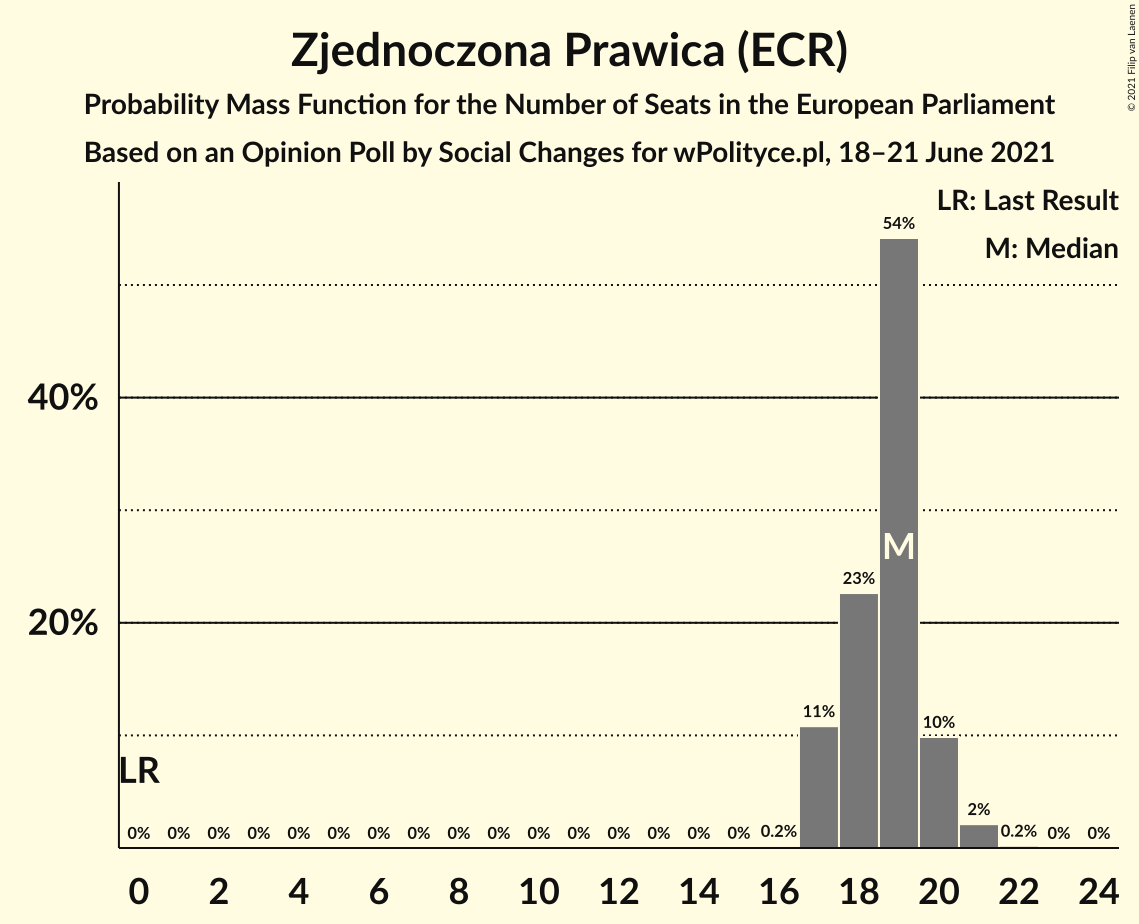 Zjednoczona Prawica (ECR)
Probability Mass Function for the Number of Seats in the European Parliament
Based on an Opinion Poll by Social Changes for wPolityce.pl, 18–21 June 2021
© 2021 Filip van Laenen
LR: Last Result
M: Median
54%
40%
M
23%
20%
11%
10%
LR
2%
0% 0% 0% 0% 0% 0% 0% 0% 0% 0% 0% 0% 0% 0% 0% 0% 0.2% 0.2% 0% 0%
0 2 4 6 8 10 12 14 16 18 20 22 24